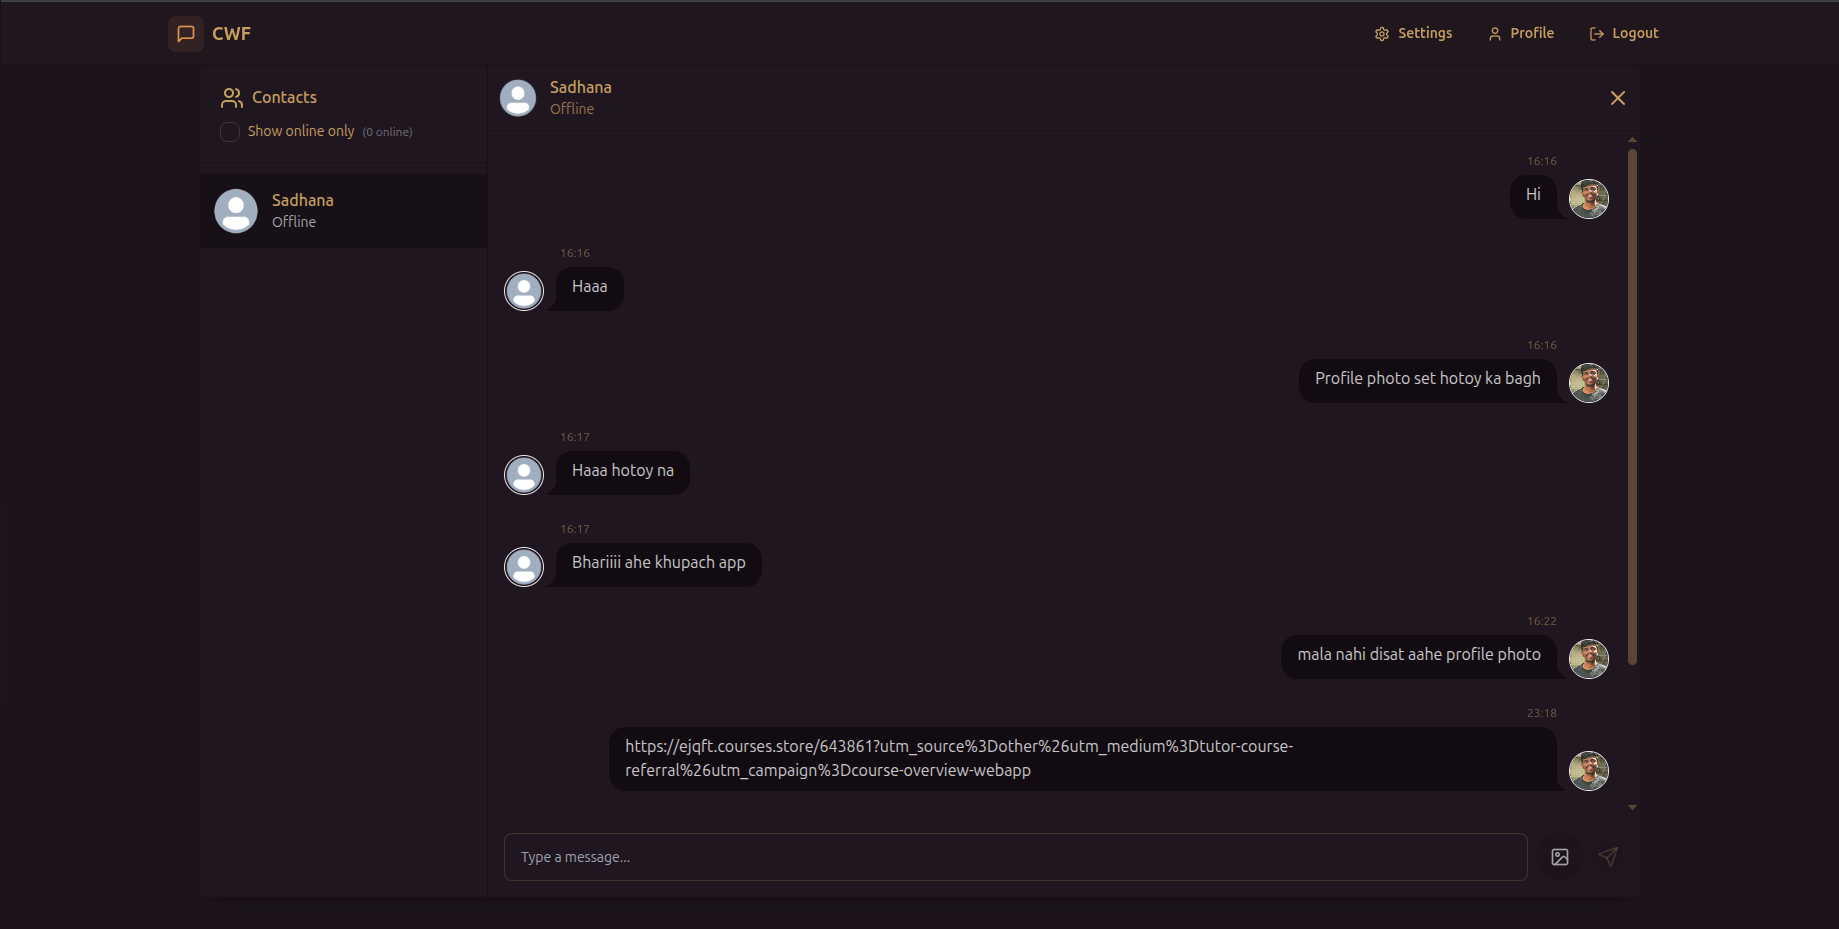 CWF
Settings
Profile
Logout
Contacts
Show online only (0 online)
Sadhana
Offline
Sadhana
Offline
16:16
Hi
16:16
Haaa
16:16
Profile photo set hotoy ka bagh
16:17
Haaa hotoy na
16:17
Bhariiii ahe khupach app
16:22
mala nahi disat aahe profile photo
23:18
https://ejqft.courses.store/643861?utm_source%3Dother%26utm_medium%3Dtutor-course-
referral%26utm_campaign%3Dcourse-overview-webapp
Type a message...